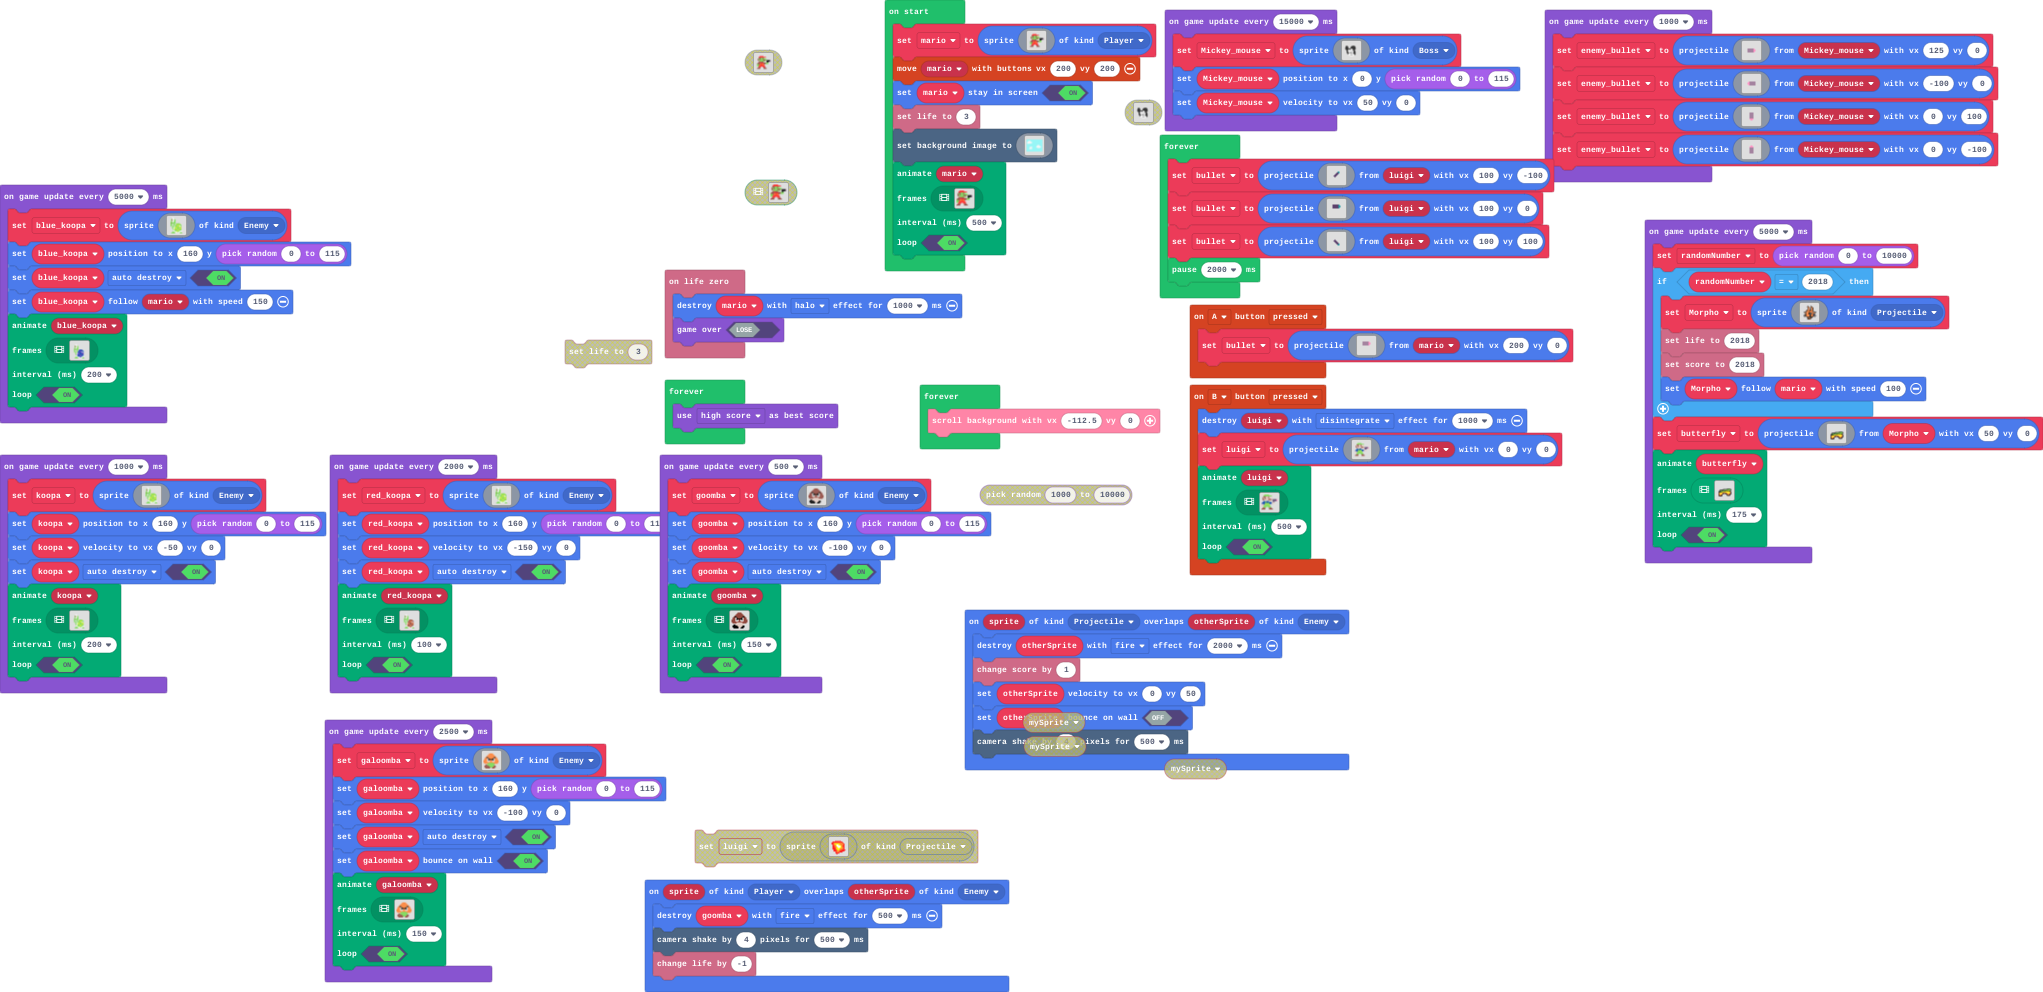 on start
set mario to sprite of kind Player
move mario with buttons vx 200 vy 200
set mario stay in screen ON
set life to 3
set background image to
animate mario
frames
interval (ms) 500
loop ON
on game update every 15000 ms
set Mickey_mouse to sprite of kind Boss
set Mickey_mouse position to x 0 y pick random 0 to 115
set Mickey_mouse velocity to vx 50 vy 0
on game update every 1000 ms
set enemy_bullet to projectile from Mickey_mouse with vx 125 vy 0
set enemy_bullet to projectile from Mickey_mouse with vx -100 vy 0
set enemy_bullet to projectile from Mickey_mouse with vx 0 vy 100
set enemy_bullet to projectile from Mickey_mouse with vx 0 vy -100
forever
set bullet to projectile from luigi with vx 100 vy -100
set bullet to projectile from luigi with vx 100 vy 0
set bullet to projectile from luigi with vx 100 vy 100
pause 2000 ms
on game update every 5000 ms
set blue_koopa to sprite of kind Enemy
set blue_koopa position to x 160 y pick random 0 to 115
set blue_koopa auto destroy ON
set blue_koopa follow mario with speed 150
animate blue_koopa
frames
interval (ms) 200
loop ON
on life zero
destroy mario with halo effect for 1000 ms
game over LOSE
set life to 3
forever
use high score as best score
forever
scroll background with vx -112.5 vy 0
on A button pressed
set bullet to projectile from mario with vx 200 vy 0
on B button pressed
destroy luigi with disintegrate effect for 1000 ms
set luigi to projectile from mario with vx 0 vy 0
animate luigi
frames
interval (ms) 500
loop ON
on game update every 5000 ms
set randomNumber to pick random 0 to 10000
if randomNumber = 2018 then
set Morpho to sprite of kind Projectile
set life to 2018
set score to 2018
set Morpho follow mario with speed 100
set butterfly to projectile from Morpho with vx 50 vy 0
animate butterfly
frames
interval (ms) 175
loop ON
on game update every 1000 ms
set koopa to sprite of kind Enemy
set koopa position to x 160 y pick random 0 to 115
set koopa velocity to vx -50 vy 0
set koopa auto destroy ON
animate koopa
frames
interval (ms) 200
loop ON
on game update every 2000 ms
set red_koopa to sprite of kind Enemy
set red_koopa position to x 160 y pick random 0 to
set red_koopa velocity to vx -150 vy 0
set red_koopa auto destroy ON
animate red_koopa
frames
interval (ms) 100
loop ON
on game update every 500 ms
set goomba to sprite of kind Enemy
set goomba position to x 160 y pick random 0 to 115
set goomba velocity to vx -100 vy 0
set goomba auto destroy ON
animate goomba
frames
interval (ms) 150
loop ON
pick random 1000 to 10000
on sprite of kind Projectile overlaps otherSprite of kind Enemy
destroy otherSprite with fire effect for 2000 ms
change score by 1
set otherSprite velocity to vx 0 vy 50
set bounce on wall OFF
mySprite
camera shake by pixels for 500 ms
mySprite
mySprite
on game update every 2500 ms
set galoomba to sprite of kind Enemy
set galoomba position to x 160 y pick random 0 to 115
set galoomba velocity to vx -100 vy 0
set galoomba auto destroy ON
set galoomba bounce on wall ON
animate galoomba
frames
interval (ms) 150
loop ON
set luigi to sprite of kind Projectile
on sprite of kind Player overlaps otherSprite of kind Enemy
destroy goomba with fire effect for 500 ms
camera shake by 4 pixels for 500 ms
change life by -1